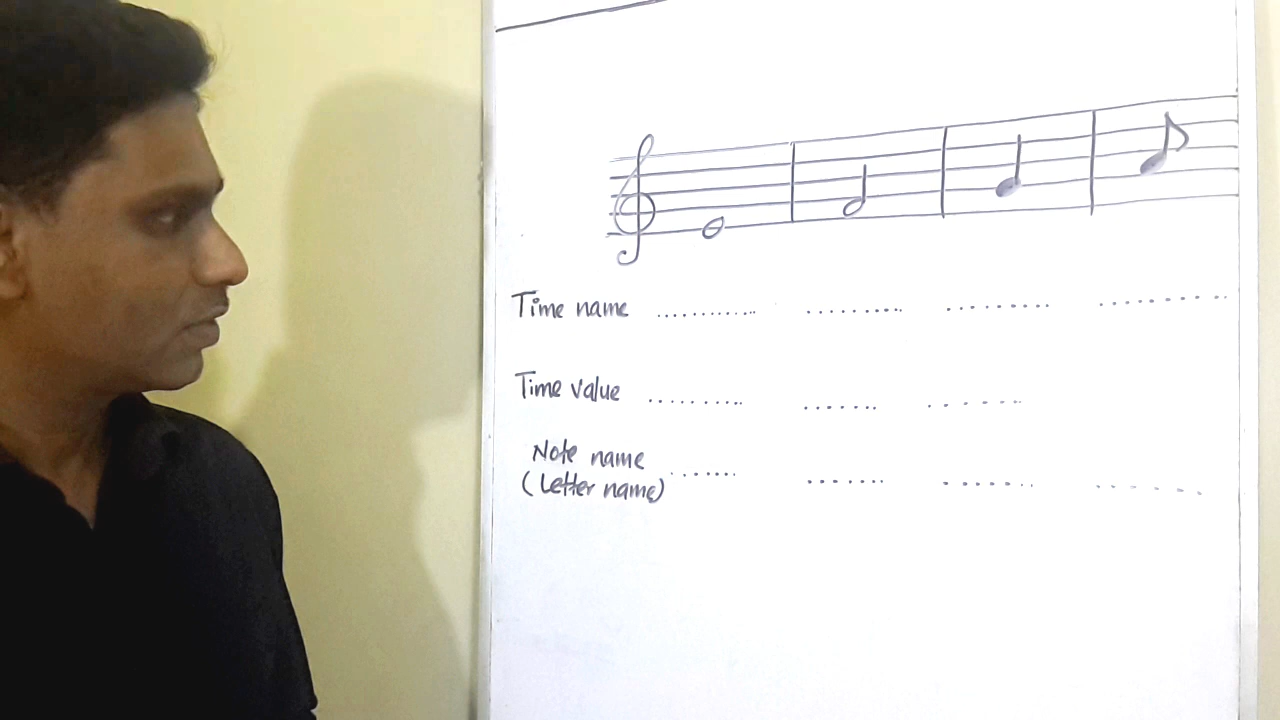 Time name ............ .......... ......... ..........
Time value .......... ....... .......
Note name
(Letter name) ....... ....... ....... .......